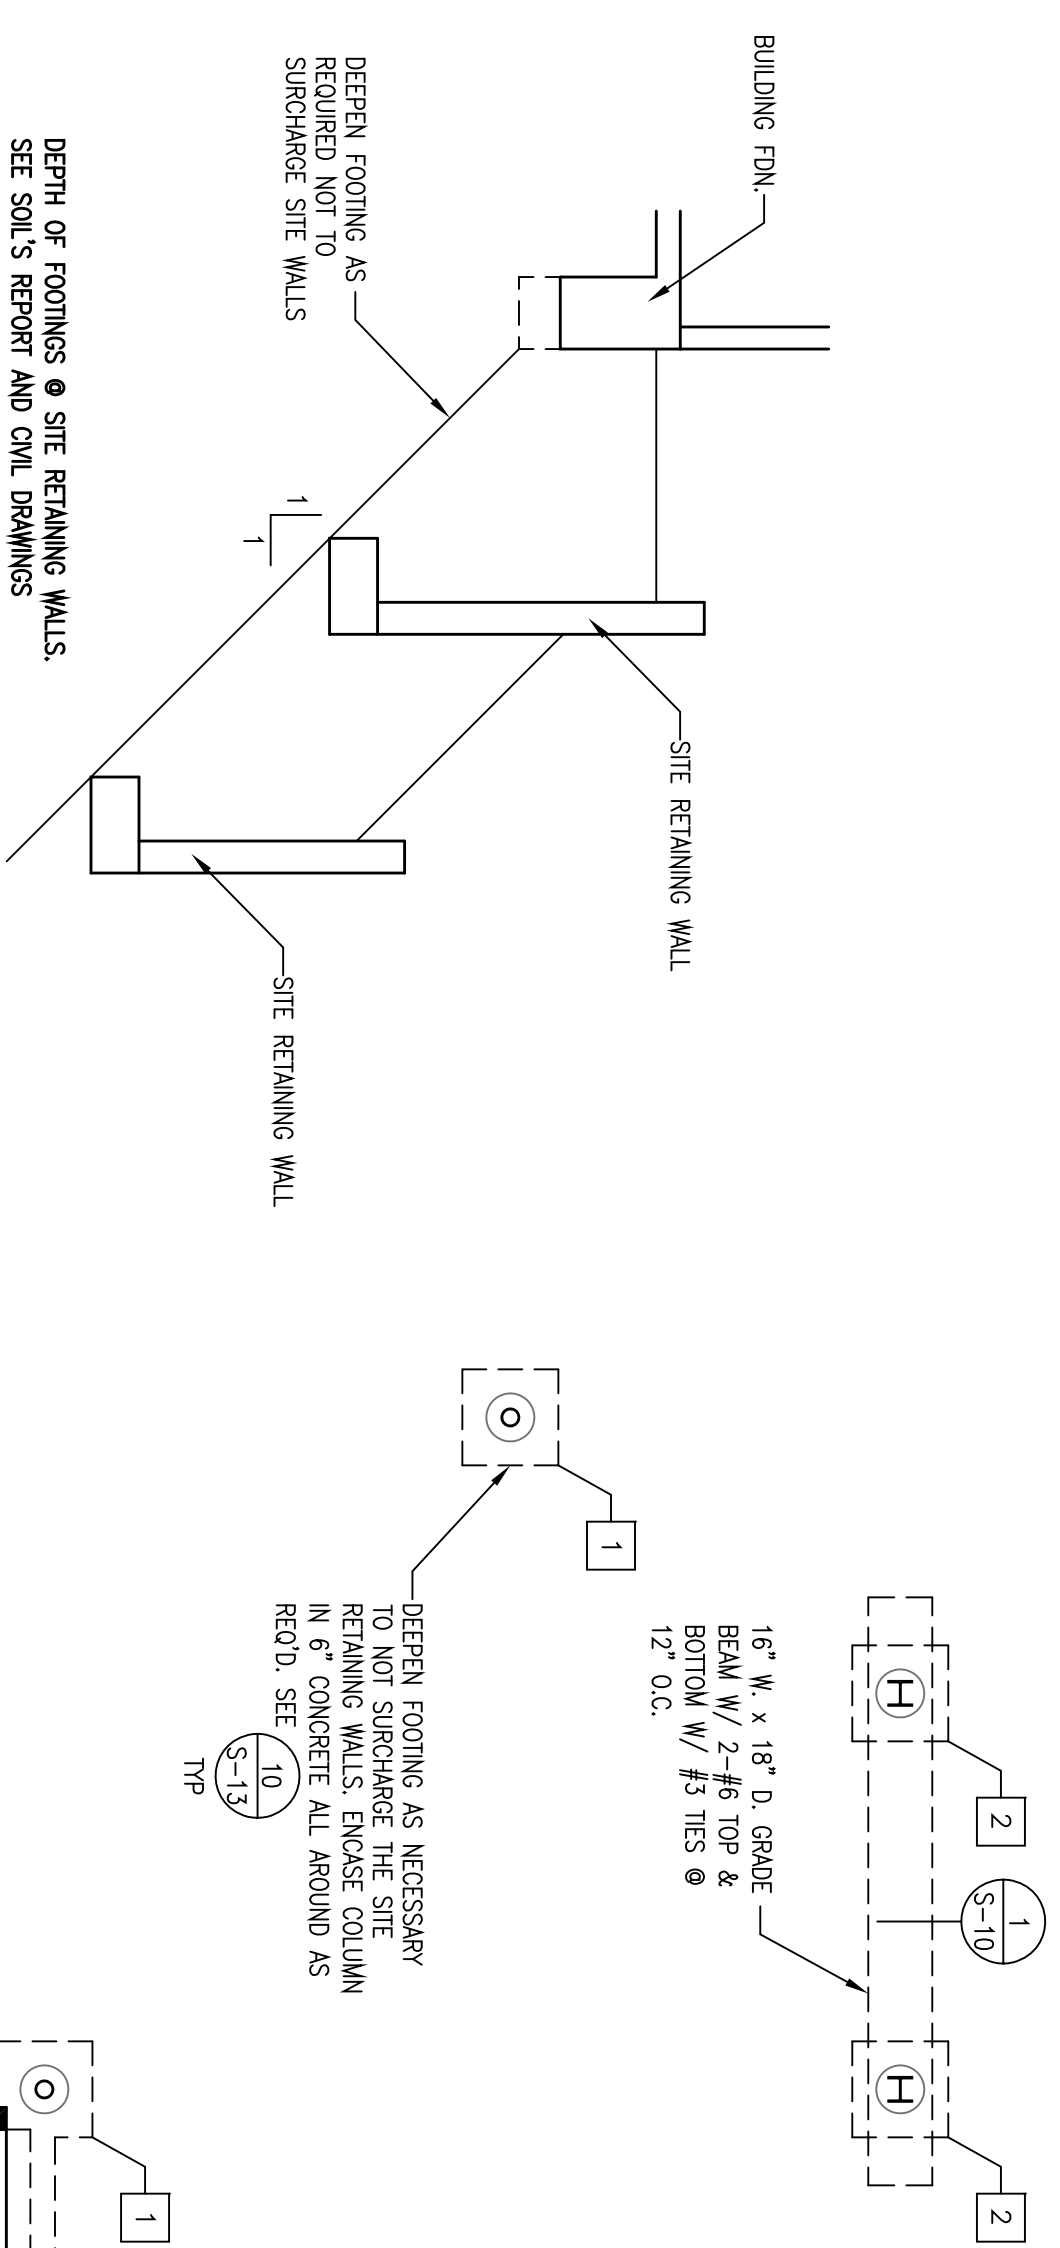 BUILDING FDN.
DEEPEN FOOTING AS
REQUIRED NOT TO
SURCHARGE SITE WALLS
1
1
SITE RETAINING WALL
SITE RETAINING WALL
DEPTH OF FOOTINGS @ SITE RETAINING WALLS.
SEE SOIL'S REPORT AND CIVIL DRAWINGS
2
1
S-10
2
16" W. x 18" D. GRADE
BEAM W/ 2-#6 TOP &
BOTTOM W/ #3 TIES @
12" O.C.
1
DEEPEN FOOTING AS NECESSARY
TO NOT SURCHARGE THE SITE
RETAINING WALLS. ENCASE COLUMN
IN 6" CONCRETE ALL AROUND AS
REQ'D. SEE
10
S-13
TYP
1